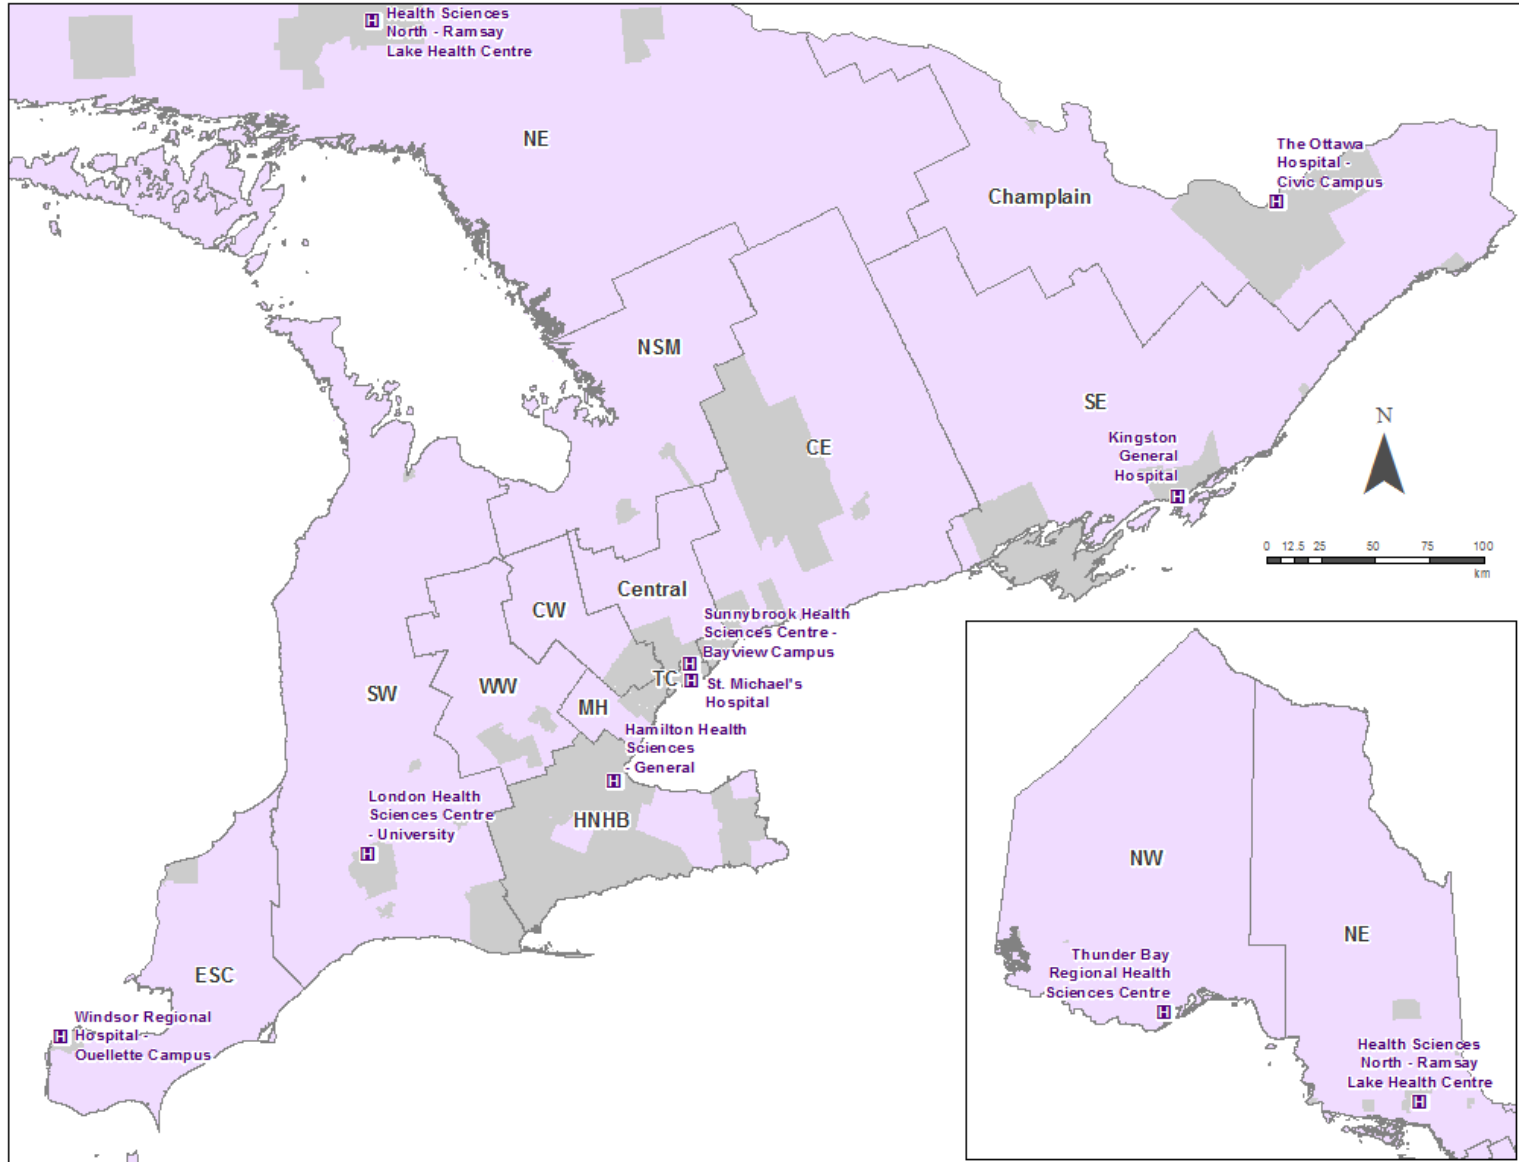 Health Sciences
North - Ramsay
Lake Health Centre
NE
The Ottawa
Hospital -
Civic Campus
Champlain
NSM
SE
CE
Kingston
General
Hospital
N
0 12.5 25 50 75 100
km
Central
CW
Sunnybrook Health
Sciences Centre -
Bayview Campus
TC
St. Michael's
Hospital
SW
WW
MH
Hamilton Health
Sciences
- General
HNHB
London Health
Sciences Centre
- University
ESC
Windsor Regional
Hospital -
Ouellette Campus
NW
NE
Thunder Bay
Regional Health
Sciences Centre
Health Sciences
North - Ramsay
Lake Health Centre
H
H
H
H
H
H
H
H
H
H
H